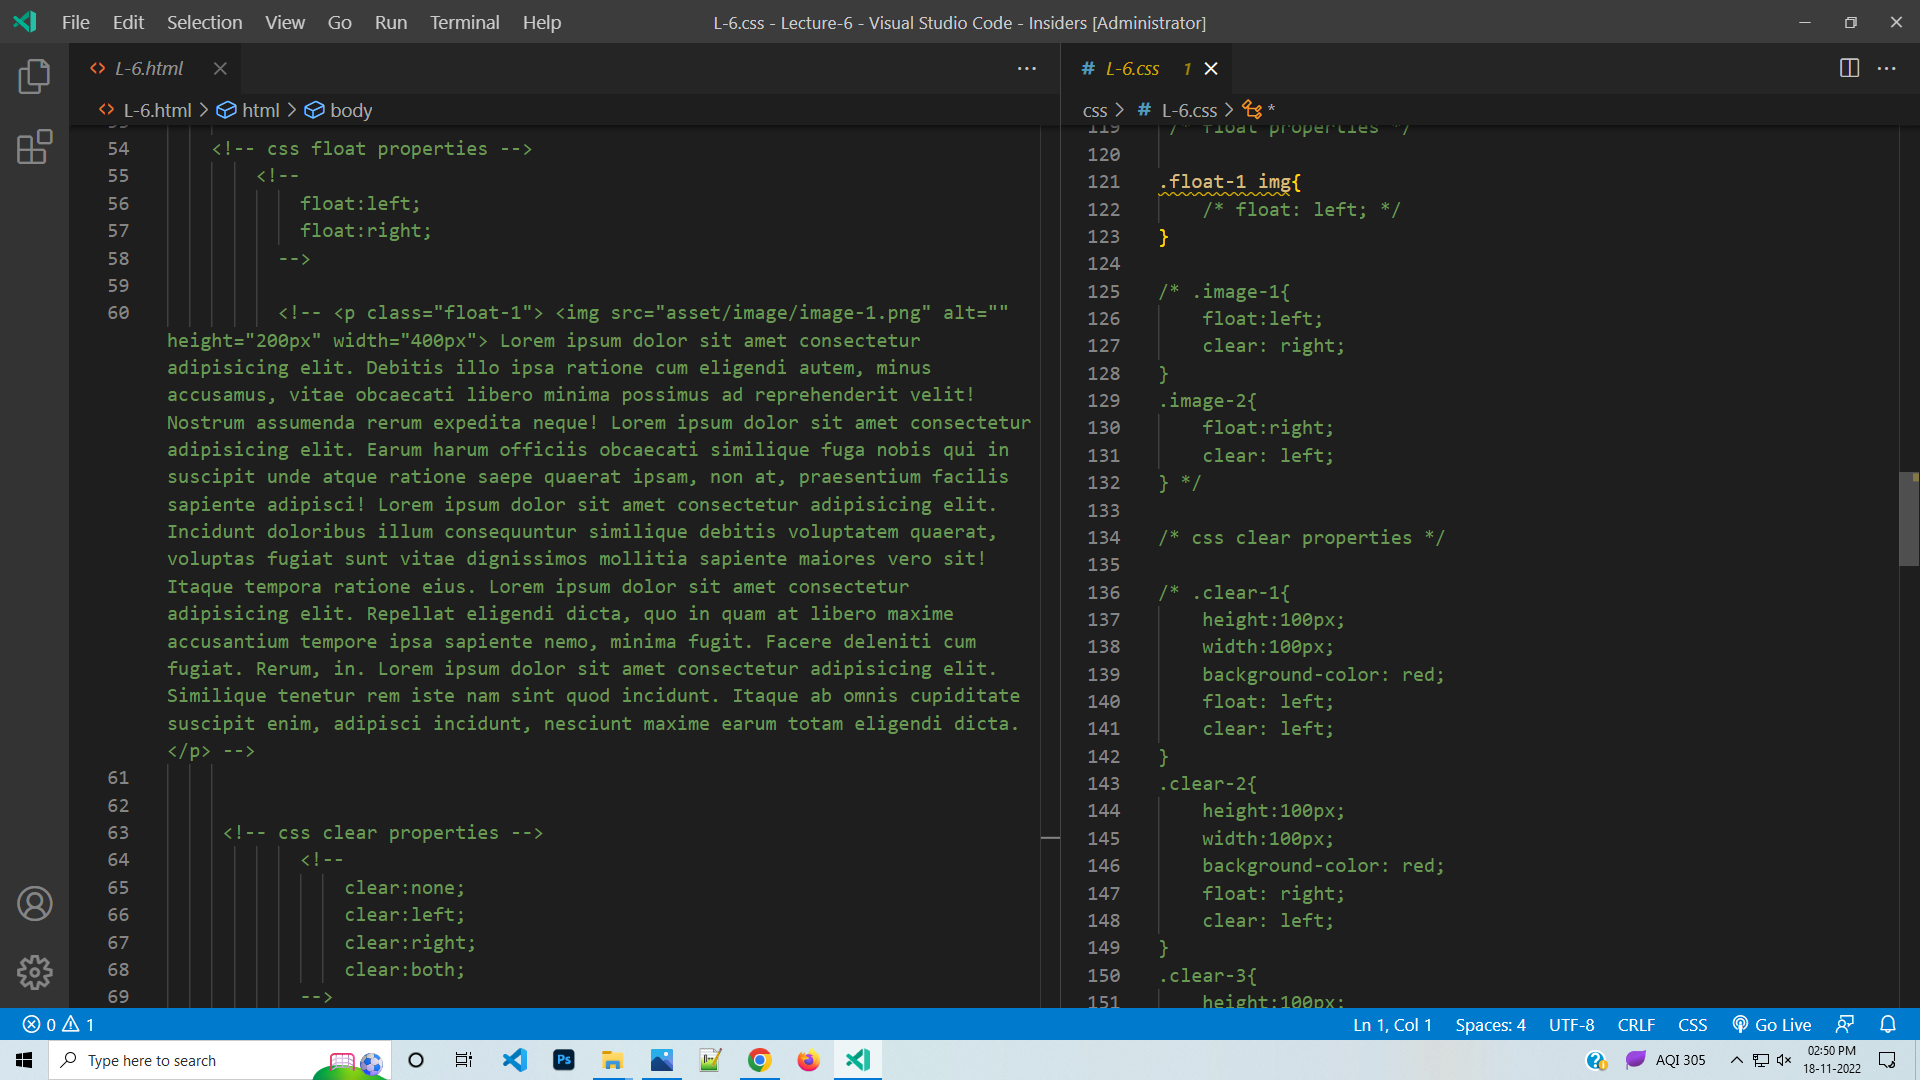 File Edit Selection View Go Run Terminal Help
L-6.css - Lecture-6 - Visual Studio Code - Insiders [Administrator]
L-6.html
L-6.html > html > body
54 <!-- css float properties -->
55 <!--
56 float:left;
57 float:right;
58 -->
59
60 <!-- <p class="float-1"> <img src="asset/image/image-1.png" alt=""
height="200px" width="400px"> Lorem ipsum dolor sit amet consectetur
adipisicing elit. Debitis illo ipsa ratione cum eligendi autem, minus
accusamus, vitae obcaecati libero minima possimus ad reprehenderit velit!
Nostrum assumenda rerum expedita neque! Lorem ipsum dolor sit amet consectetur
adipisicing elit. Earum harum officiis obcaecati similique fuga nobis qui in
suscipit unde atque ratione saepe quaerat ipsam, non at, praesentium facilis
sapiente adipisci! Lorem ipsum dolor sit amet consectetur adipisicing elit.
Incidunt doloribus illum consequuntur similique debitis voluptatem quaerat,
voluptas fugiat sunt vitae dignissimos mollitia sapiente maiores vero sit!
Itaque tempora ratione eius. Lorem ipsum dolor sit amet consectetur
adipisicing elit. Repellat eligendi dicta, quo in quam at libero maxime
accusantium tempore ipsa sapiente nemo, minima fugit. Facere deleniti cum
fugiat. Rerum, in. Lorem ipsum dolor sit amet consectetur adipisicing elit.
Similique tenetur rem iste nam sint quod incidunt. Itaque ab omnis cupiditate
suscipit enim, adipisci incidunt, nesciunt maxime earum totam eligendi dicta.
</p> -->
61
62
63 <!-- css clear properties -->
64 <!--
65 clear:none;
66 clear:left;
67 clear:right;
68 clear:both;
69 -->
# L-6.css 1
css > # L-6.css > *
119 /* float properties */
120
121 .float-1 img{
122 /* float: left; */
123 }
124
125 /* .image-1{
126 float:left;
127 clear: right;
128 }
129 .image-2{
130 float:right;
131 clear: left;
132 } */
133
134 /* css clear properties */
135
136 /* .clear-1{
137 height:100px;
138 width:100px;
139 background-color: red;
140 float: left;
141 clear: left;
142 }
143 .clear-2{
144 height:100px;
145 width:100px;
146 background-color: red;
147 float: right;
148 clear: left;
149 }
150 .clear-3{
151 height:100px;
0 1
Ln 1, Col 1 Spaces: 4 UTF-8 CRLF CSS Go Live
Type here to search
Ps
AQI 305
02:50 PM
18-11-2022